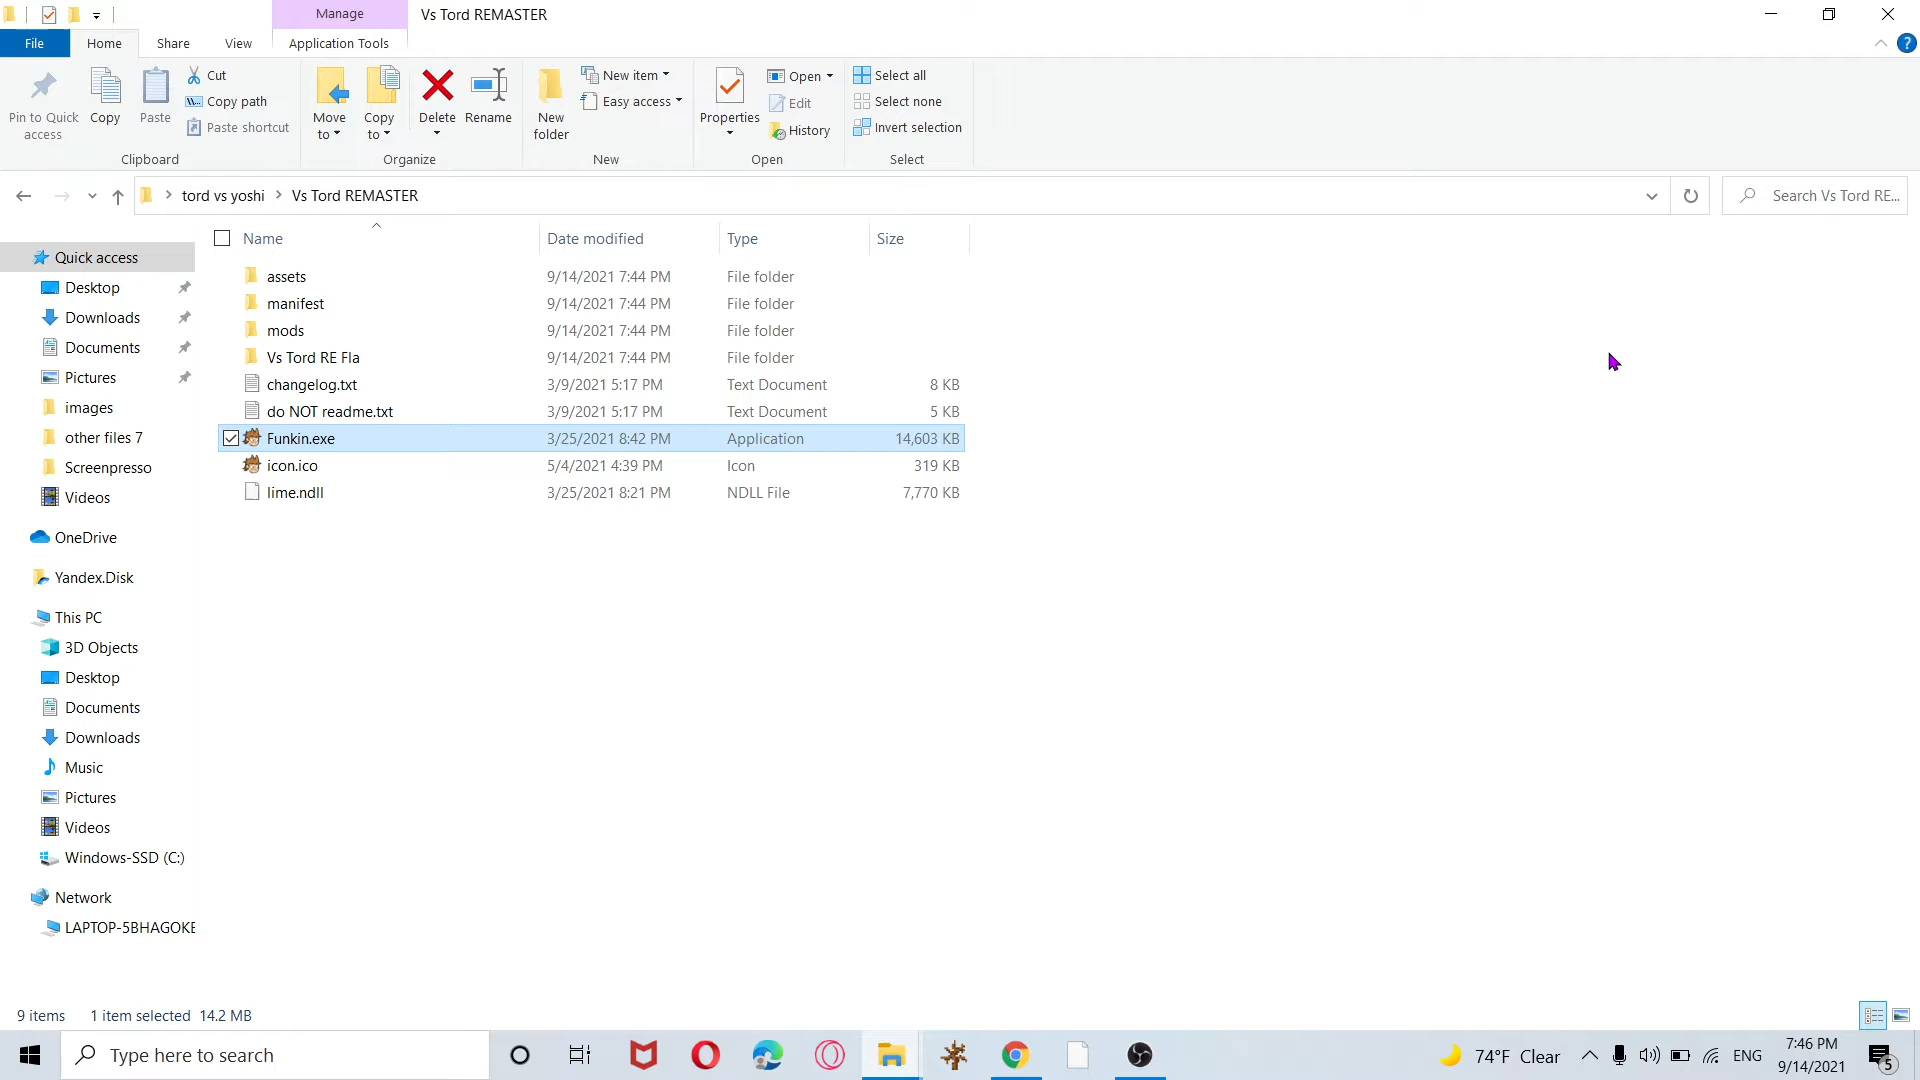 Manage
Vs Tord REMASTER
File
Home
Share
View
Application Tools
Pin to Quick access
Copy
Paste
Cut
Copy path
Paste shortcut
Clipboard
Move to
Copy to
Delete
Rename
Organize
New folder
New item
Easy access
New
Properties
Open
Edit
History
Open
Select all
Select none
Invert selection
Select
tord vs yoshi > Vs Tord REMASTER
Search Vs Tord RE...
Name Date modified Type Size
assets 9/14/2021 7:44 PM File folder
manifest 9/14/2021 7:44 PM File folder
mods 9/14/2021 7:44 PM File folder
Vs Tord RE Fla 9/14/2021 7:44 PM File folder
changelog.txt 3/9/2021 5:17 PM Text Document 8 KB
do NOT readme.txt 3/9/2021 5:17 PM Text Document 5 KB
Funkin.exe 3/25/2021 8:42 PM Application 14,603 KB
icon.ico 5/4/2021 4:39 PM Icon 319 KB
lime.ndll 3/25/2021 8:21 PM NDLL File 7,770 KB
Quick access
Desktop
Downloads
Documents
Pictures
images
other files 7
Screenpresso
Videos
OneDrive
Yandex.Disk
This PC
3D Objects
Desktop
Documents
Downloads
Music
Pictures
Videos
Windows-SSD (C:)
Network
LAPTOP-5BHAGOKE
9 items 1 item selected 14.2 MB
Type here to search
74°F Clear
ENG
7:46 PM
9/14/2021
5